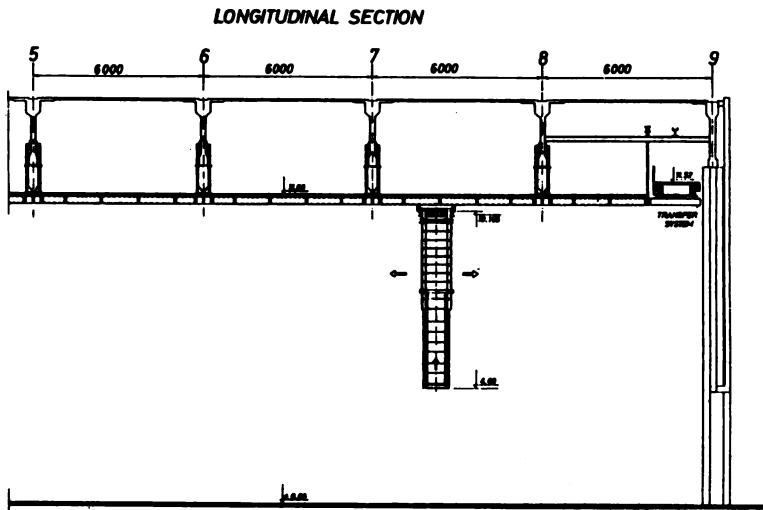 LONGITUDINAL SECTION
5 6 7 8 9
6000 6000 6000 6000
TRANSFER
SYSTEM